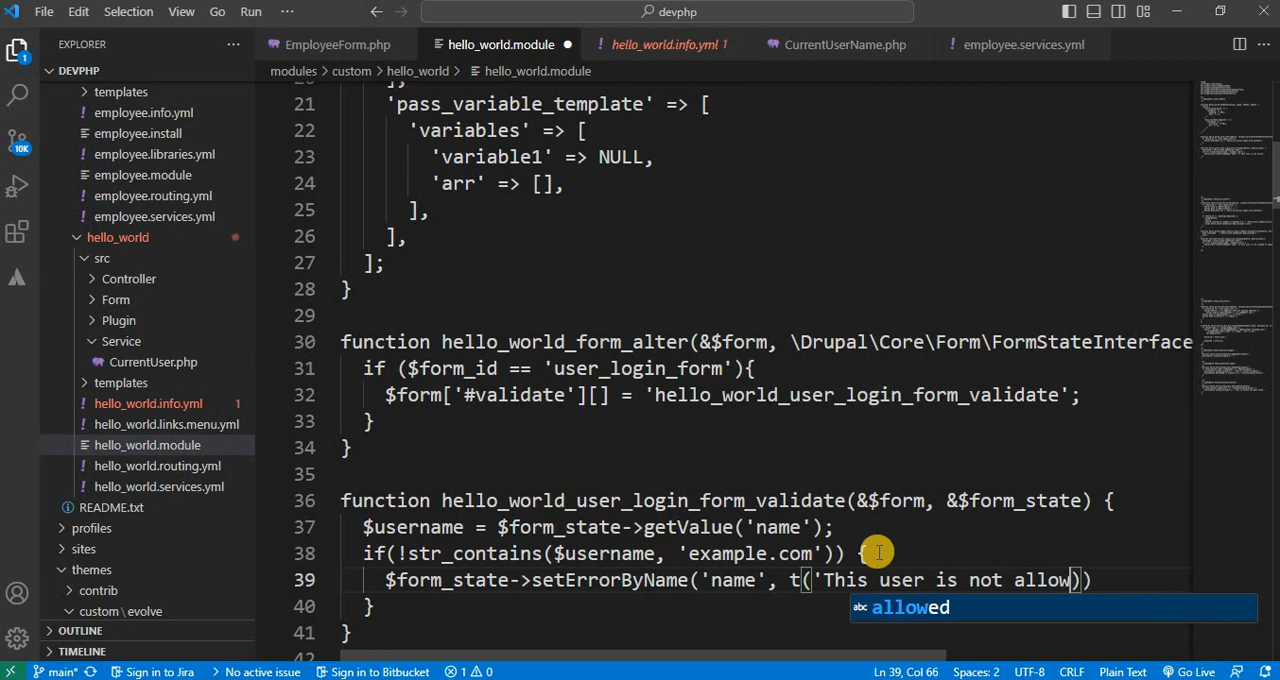 File Edit Selection View Go Run ··· devphp
EXPLORER ··· EmployeeForm.php hello_world.module ● hello_world.info.yml 1 CurrentUserName.php employee.services.yml ···
DEVPHP modules > custom > hello_world > hello_world.module
templates
employee.info.yml
employee.install
employee.libraries.yml
employee.module
employee.routing.yml
employee.services.yml
hello_world
src
Controller
Form
Plugin
Service
CurrentUser.php
templates
hello_world.info.yml 1
hello_world.links.menu.yml
hello_world.module
hello_world.routing.yml
hello_world.services.yml
README.txt
profiles
sites
themes
contrib
custom \ evolve
OUTLINE
TIMELINE
],
21 'pass_variable_template' => [
22 'variables' => [
23 'variable1' => NULL,
24 'arr' => [],
25 ],
26 ],
27 ];
28 }
29
30 function hello_world_form_alter(&$form, \Drupal\Core\Form\FormStateInterface
31 if ($form_id == 'user_login_form'){
32 $form['#validate'][] = 'hello_world_user_login_form_validate';
33 }
34 }
35
36 function hello_world_user_login_form_validate(&$form, &$form_state) {
37 $username = $form_state->getValue('name');
38 if(!str_contains($username, 'example.com')) {
39 $form_state->setErrorByName('name', t('This user is not allow))
abc allowed
40 }
41 }
main* Sign in to Jira No active issue Sign in to Bitbucket 1 0 Ln 39, Col 66 Spaces: 2 UTF-8 CRLF Plain Text Go Live
1
10K